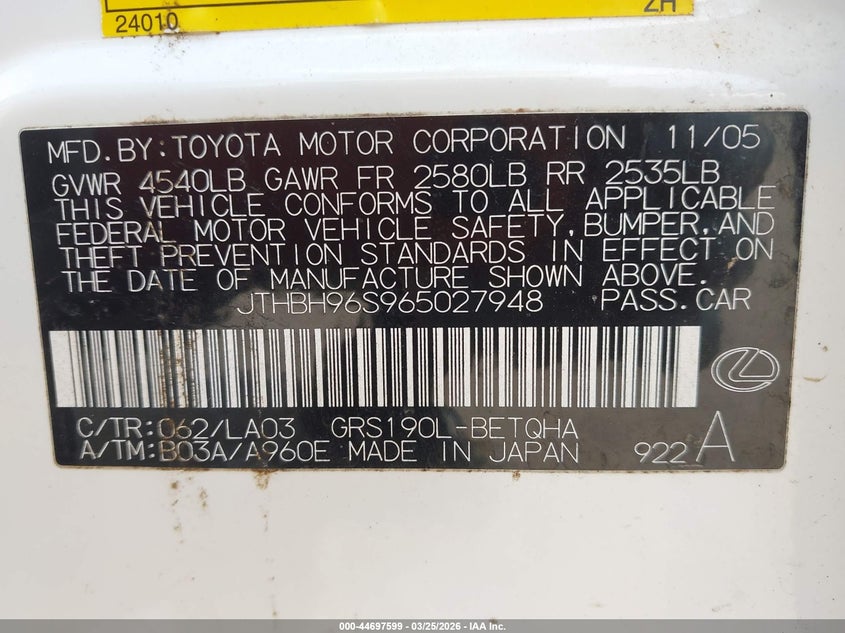 24010
ZH
MFD.BY:TOYOTA MOTOR CORPORATION 11/05
GVWR 4540LB GAWR FR 2580LB RR 2535LB
THIS VEHICLE CONFORMS TO ALL APPLICABLE
FEDERAL MOTOR VEHICLE SAFETY,BUMPER,AND
THEFT PREVENTION STANDARDS IN EFFECT ON
THE DATE OF MANUFACTURE SHOWN ABOVE.
JTHBH96S965027948 PASS.CAR
C/TR:062/LA03 GRS190L-BETQHA
A/TM:B03A/A960E MADE IN JAPAN 922 A
000-44697599 — 03/25/2026 — IAA Inc.